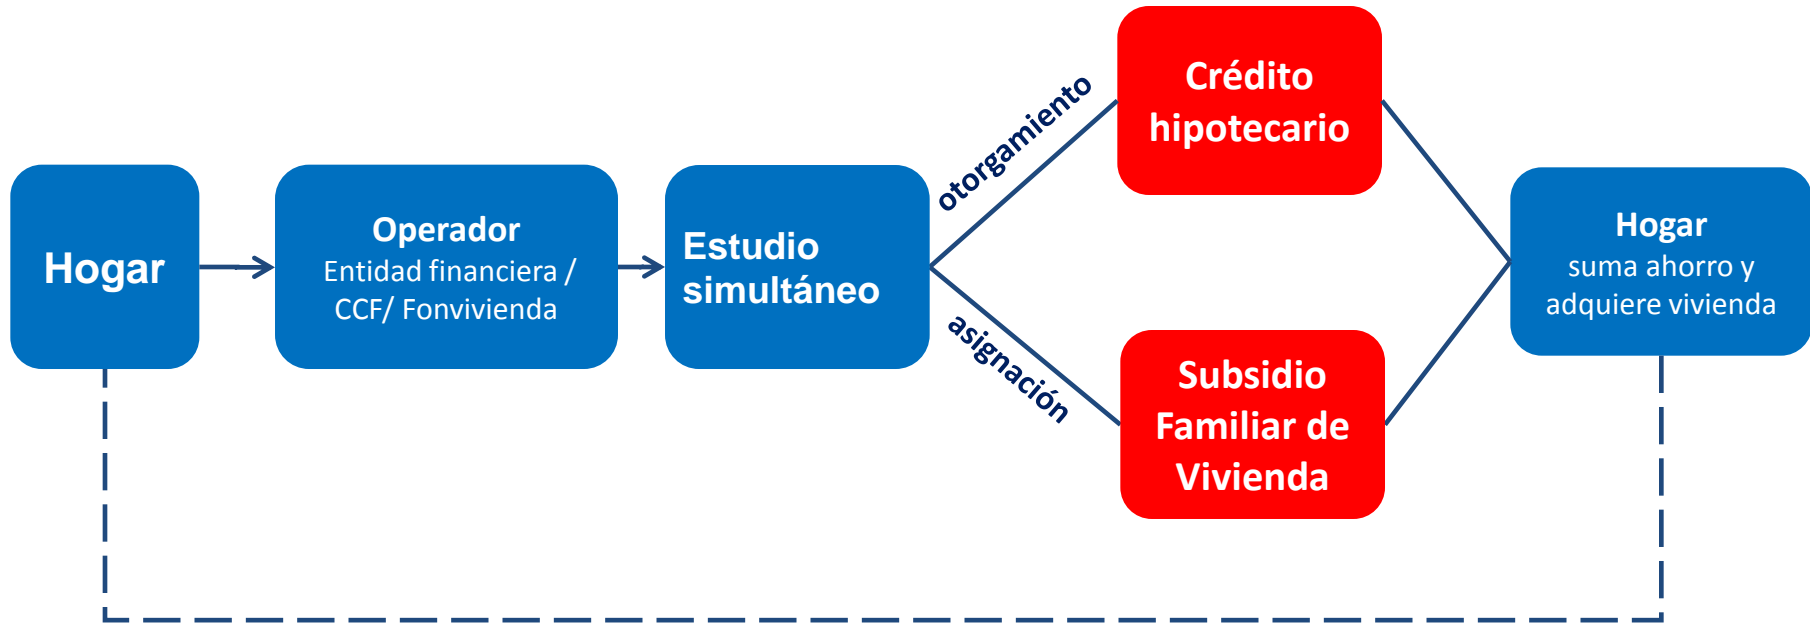 Hogar
Operador
Entidad financiera /
CCF/ Fonvivienda
Estudio
simultáneo
otorgamiento
asignación
Crédito
hipotecario
Subsidio
Familiar de
Vivienda
Hogar
suma ahorro y
adquiere vivienda